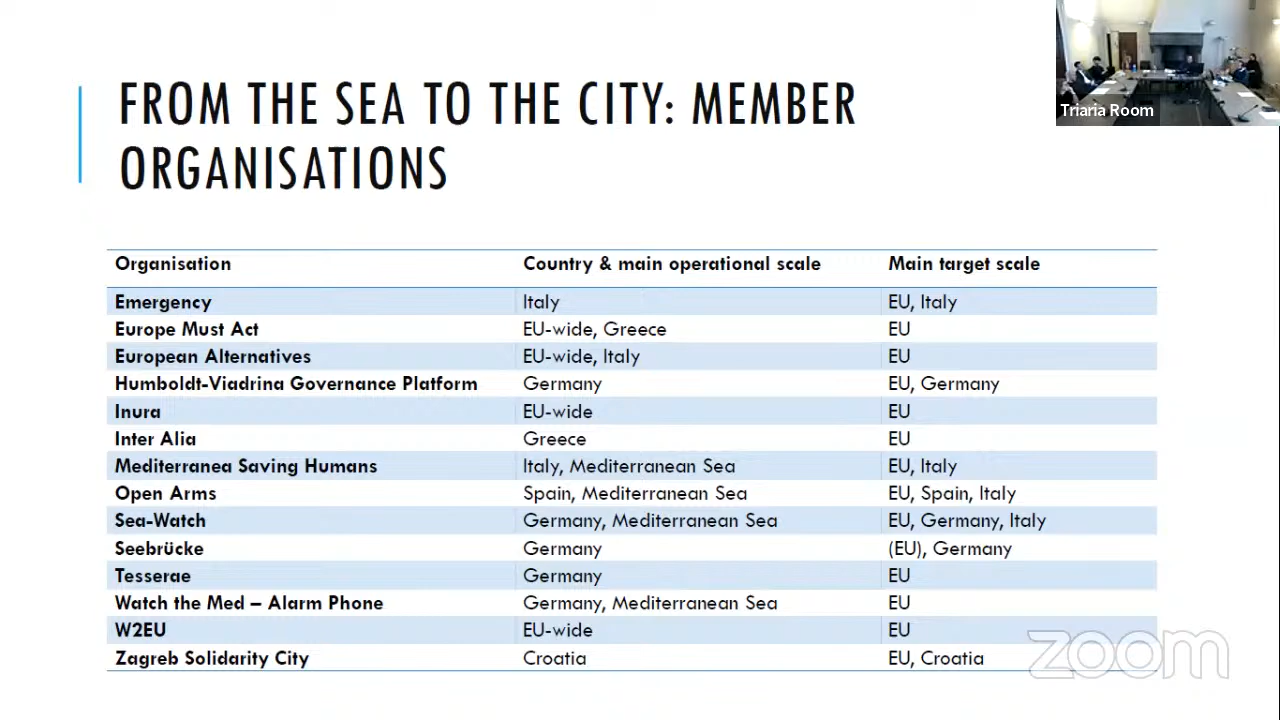 FROM THE SEA TO THE CITY: MEMBER
ORGANISATIONS
Triaria Room
Organisation Country & main operational scale Main target scale
Emergency Italy EU, Italy
Europe Must Act EU-wide, Greece EU
European Alternatives EU-wide, Italy EU
Humboldt-Viadrina Governance Platform Germany EU, Germany
Inura EU-wide EU
Inter Alia Greece EU
Mediterranea Saving Humans Italy, Mediterranean Sea EU, Italy
Open Arms Spain, Mediterranean Sea EU, Spain, Italy
Sea-Watch Germany, Mediterranean Sea EU, Germany, Italy
Seebrücke Germany (EU), Germany
Tesserae Germany EU
Watch the Med – Alarm Phone Germany, Mediterranean Sea EU
W2EU EU-wide EU
Zagreb Solidarity City Croatia EU, Croatia
zoom